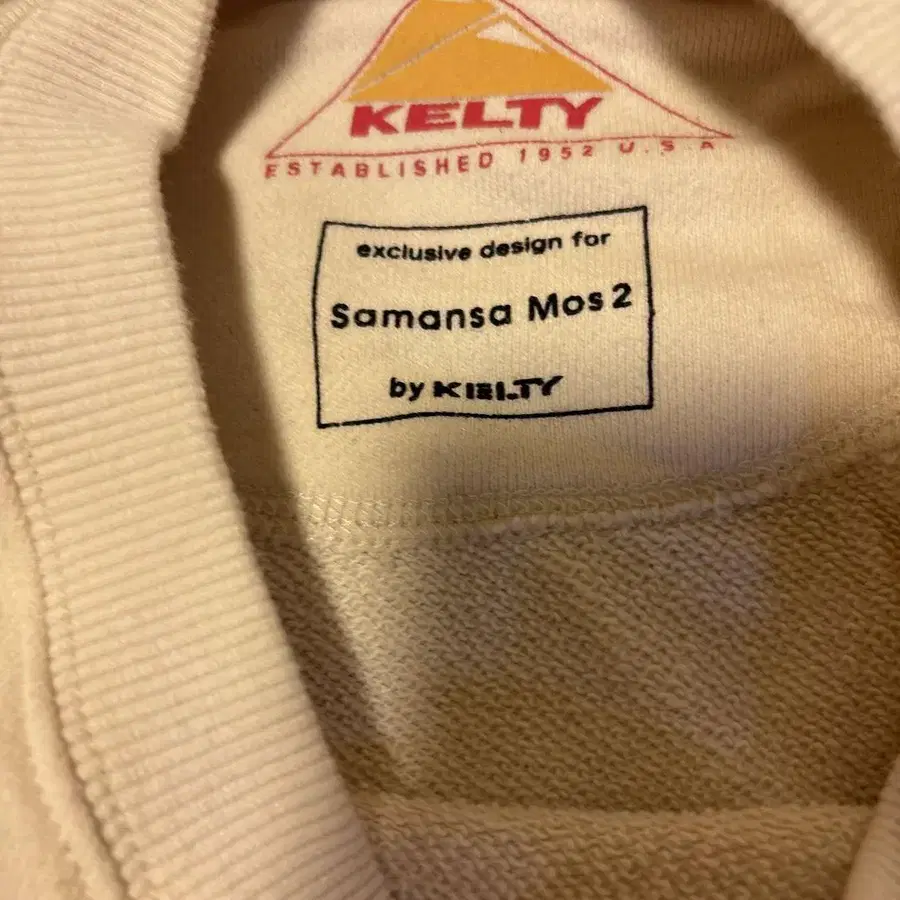 KELTY
ESTABLISHED 1952 U.S.A
exclusive design for
Samansa Mos2
by KELTY